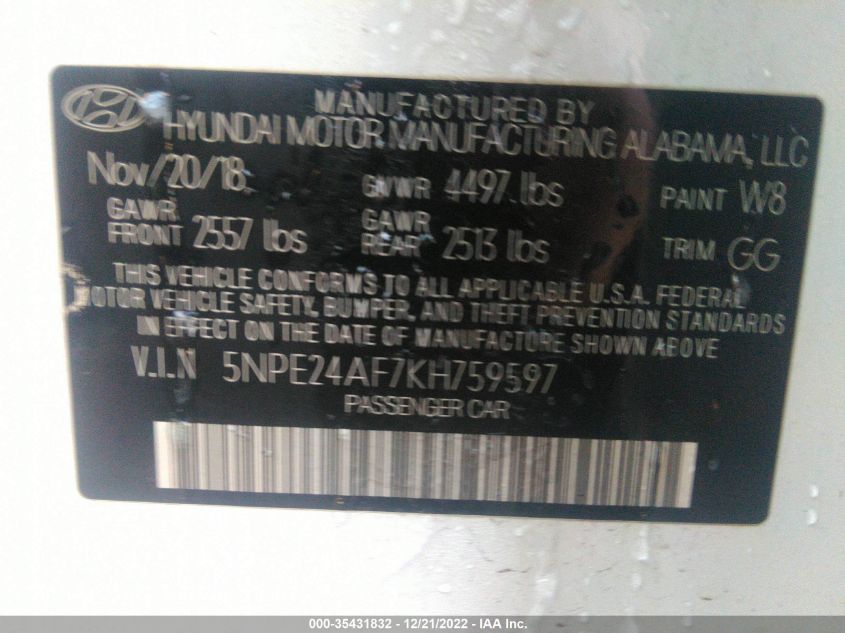 MANUFACTURED BY
HYUNDAI MOTOR MANUFACTURING ALABAMA, LLC
Nov/20/18 GVWR 4497 lbs PAINT W8
GAWR FRONT 2557 lbs GAWR REAR 2513 lbs TRIM GG
THIS VEHICLE CONFORMS TO ALL APPLICABLE U.S.A. FEDERAL
MOTOR VEHICLE SAFETY, BUMPER, AND THEFT PREVENTION STANDARDS
IN EFFECT ON THE DATE OF MANUFACTURE SHOWN ABOVE
V.I.N 5NPE24AF7KH759597
PASSENGER CAR
000-35431832 - 12/21/2022 - IAA Inc.